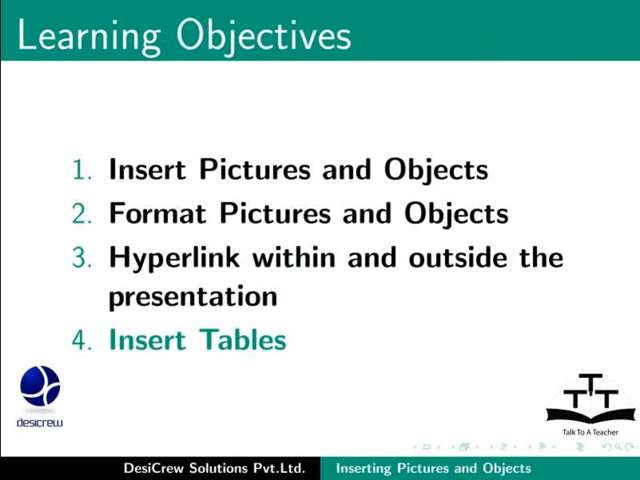 Learning Objectives
1. Insert Pictures and Objects
2. Format Pictures and Objects
3. Hyperlink within and outside the
presentation
4. Insert Tables
desicrew
TTT
Talk To A Teacher
DesiCrew Solutions Pvt.Ltd. Inserting Pictures and Objects